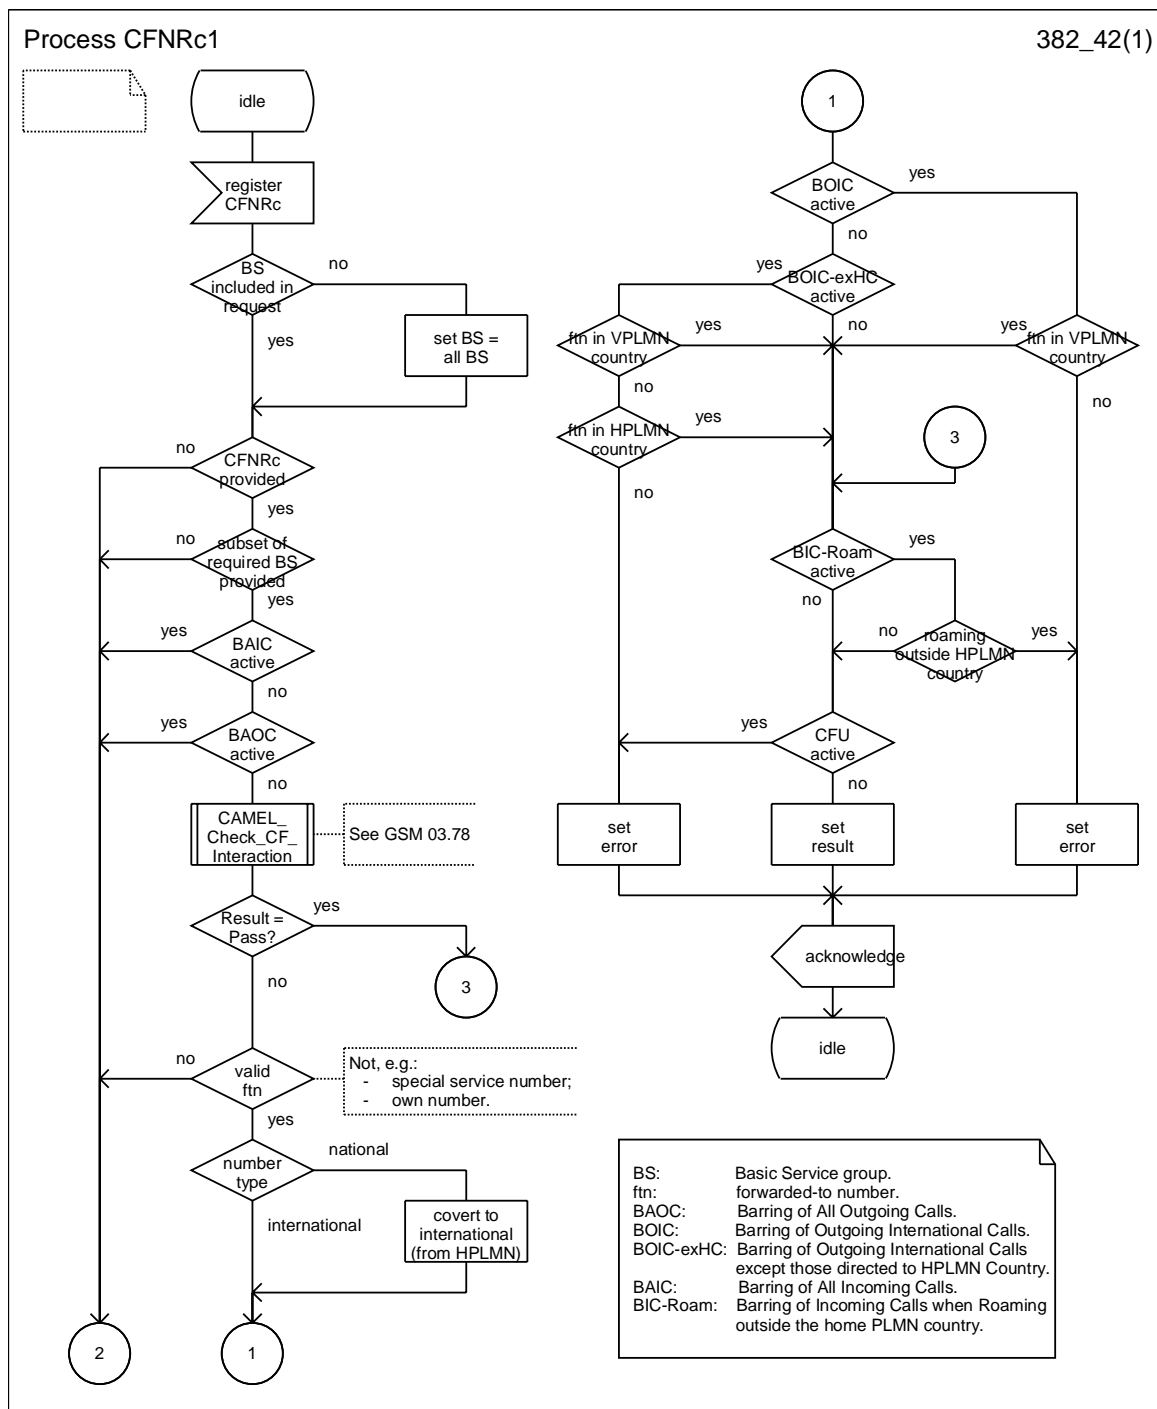 Process CFNRc1
382_42(1)
idle
register
CFNRc
BS
included in
request
no
yes
set BS =
all BS
no
CFNRc
provided
yes
no
subset of
required BS
provided
yes
yes
BAIC
active
no
yes
BAOC
active
no
CAMEL_
Check_CF_
Interaction
See GSM 03.78
Result =
Pass?
yes
no
3
no
valid
ftn
yes
Not, e.g.:
- special service number;
- own number.
number
type
national
international
covert to
international
(from HPLMN)
2
1
1
BOIC
active
yes
no
yes
BOIC-exHC
active
no
ftn in VPLMN
country
yes
no
yes
ftn in VPLMN
country
no
ftn in HPLMN
country
yes
no
3
BIC-Roam
active
yes
no
no
roaming
outside HPLMN
country
yes
yes
CFU
active
no
set
error
set
result
set
error
acknowledge
idle
BS: Basic Service group.
ftn: forwarded-to number.
BAOC: Barring of All Outgoing Calls.
BOIC: Barring of Outgoing International Calls.
BOIC-exHC: Barring of Outgoing International Calls
except those directed to HPLMN Country.
BAIC: Barring of All Incoming Calls.
BIC-Roam: Barring of Incoming Calls when Roaming
outside the home PLMN country.